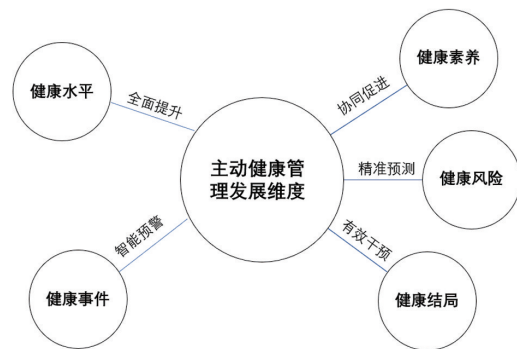 健康素养
健康水平
全面提升
协同促进
主动健康管
理发展维度
精准预测
健康风险
智能预警
有效干预
健康事件
健康结局